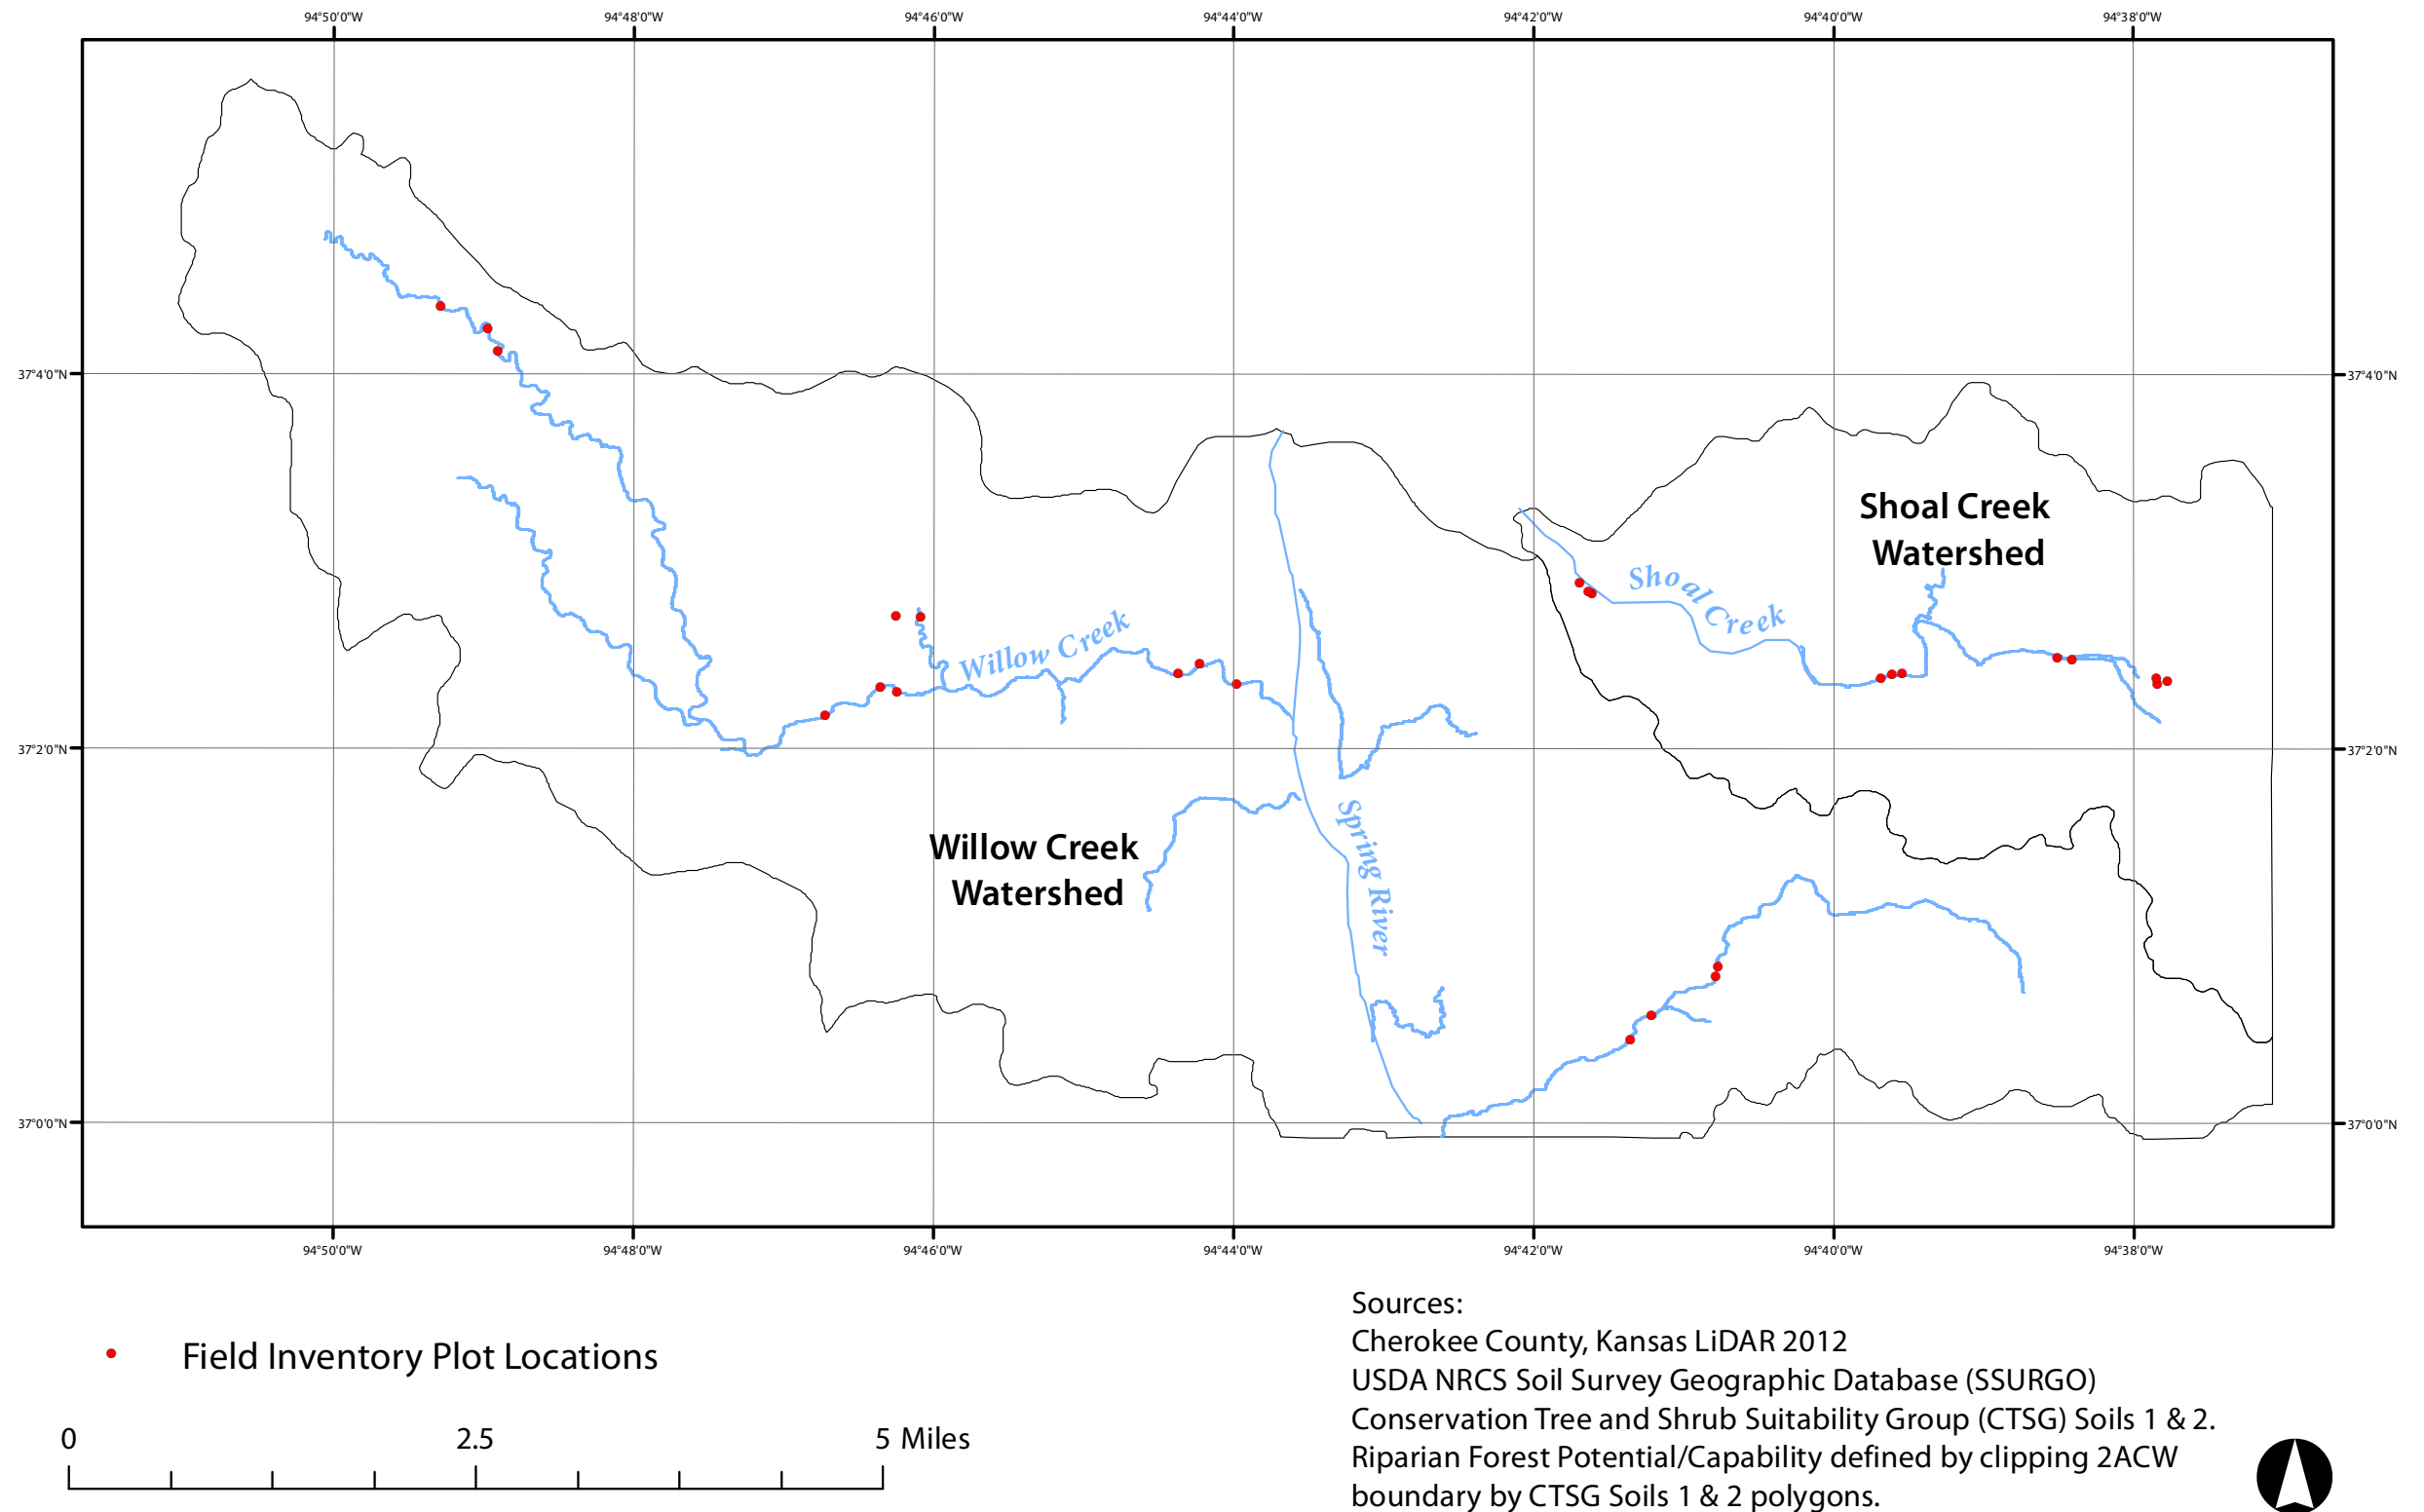 94°50'0"W 94°48'0"W 94°46'0"W 94°44'0"W 94°42'0"W 94°40'0"W 94°38'0"W
37°4'0"N 37°4'0"N
Shoal Creek
Watershed
Shoal Creek
Willow Creek
37°2'0"N 37°2'0"N
Spring River
Willow Creek
Watershed
37°0'0"N 37°0'0"N
94°50'0"W 94°48'0"W 94°46'0"W 94°44'0"W 94°42'0"W 94°40'0"W 94°38'0"W
Field Inventory Plot Locations
0 2.5 5 Miles
Sources:
Cherokee County, Kansas LiDAR 2012
USDA NRCS Soil Survey Geographic Database (SSURGO)
Conservation Tree and Shrub Suitability Group (CTSG) Soils 1 & 2.
Riparian Forest Potential/Capability defined by clipping 2ACW
boundary by CTSG Soils 1 & 2 polygons.